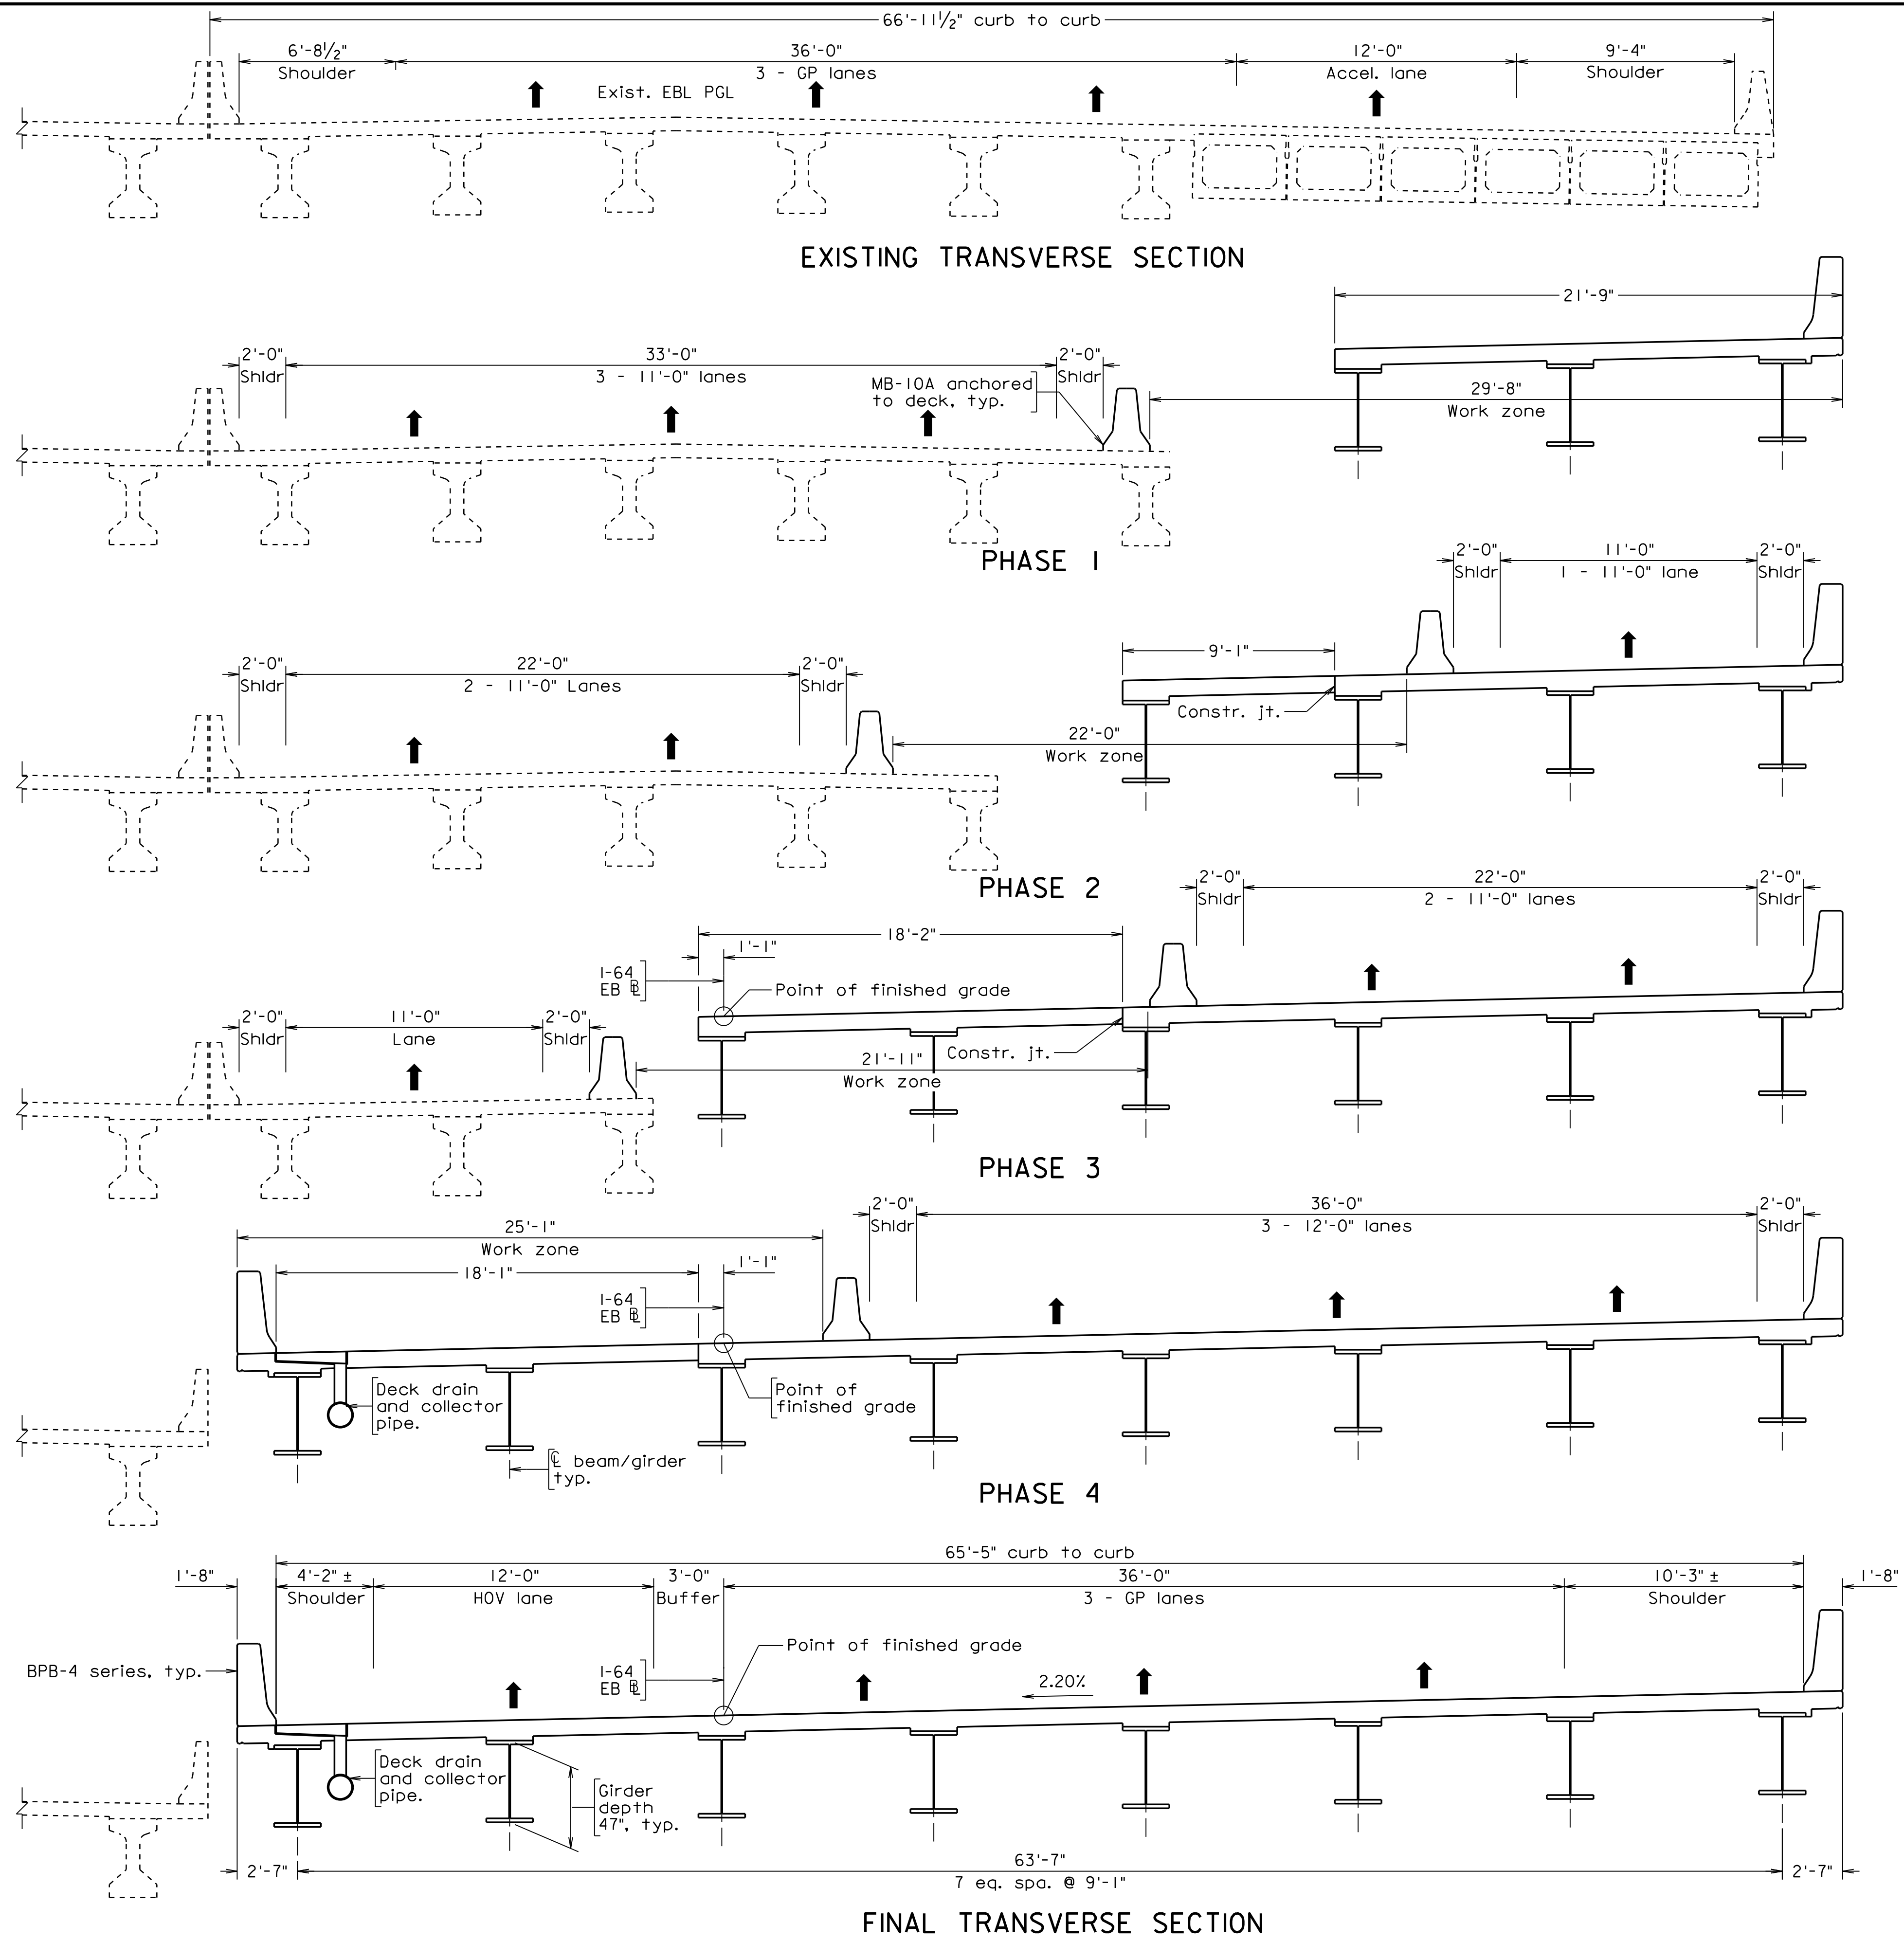 66'-11½" curb to curb
6'-8½"
Shoulder
36'-0"
3 - GP lanes
12'-0"
Accel. lane
9'-4"
Shoulder
Exist. EBL PGL
EXISTING TRANSVERSE SECTION
21'-9"
2'-0"
Shldr
33'-0"
3 - 11'-0" lanes
2'-0"
Shldr
MB-10A anchored
to deck, typ.
29'-8"
Work zone
PHASE 1
2'-0"
Shldr
11'-0"
1 - 11'-0" lane
2'-0"
Shldr
2'-0"
Shldr
22'-0"
2 - 11'-0" Lanes
2'-0"
Shldr
9'-1"
Constr. jt.
22'-0"
Work zone
PHASE 2
2'-0"
Shldr
22'-0"
2 - 11'-0" lanes
2'-0"
Shldr
18'-2"
1'-1"
I-64
EB BL
Point of finished grade
2'-0"
Shldr
11'-0"
Lane
2'-0"
Shldr
Constr. jt.
21'-11"
Work zone
PHASE 3
2'-0"
Shldr
36'-0"
3 - 12'-0" lanes
2'-0"
Shldr
25'-1"
Work zone
18'-1"
1'-1"
I-64
EB BL
Deck drain
and collector
pipe.
Point of
finished grade
CL beam/girder
typ.
PHASE 4
65'-5" curb to curb
1'-8"
4'-2" ±
Shoulder
12'-0"
HOV lane
3'-0"
Buffer
36'-0"
3 - GP lanes
10'-3" ±
Shoulder
1'-8"
Point of finished grade
BPB-4 series, typ.
I-64
EB BL
2.20%
Deck drain
and collector
pipe.
Girder
depth
47", typ.
2'-7"
63'-7"
7 eq. spa. @ 9'-1"
2'-7"
FINAL TRANSVERSE SECTION